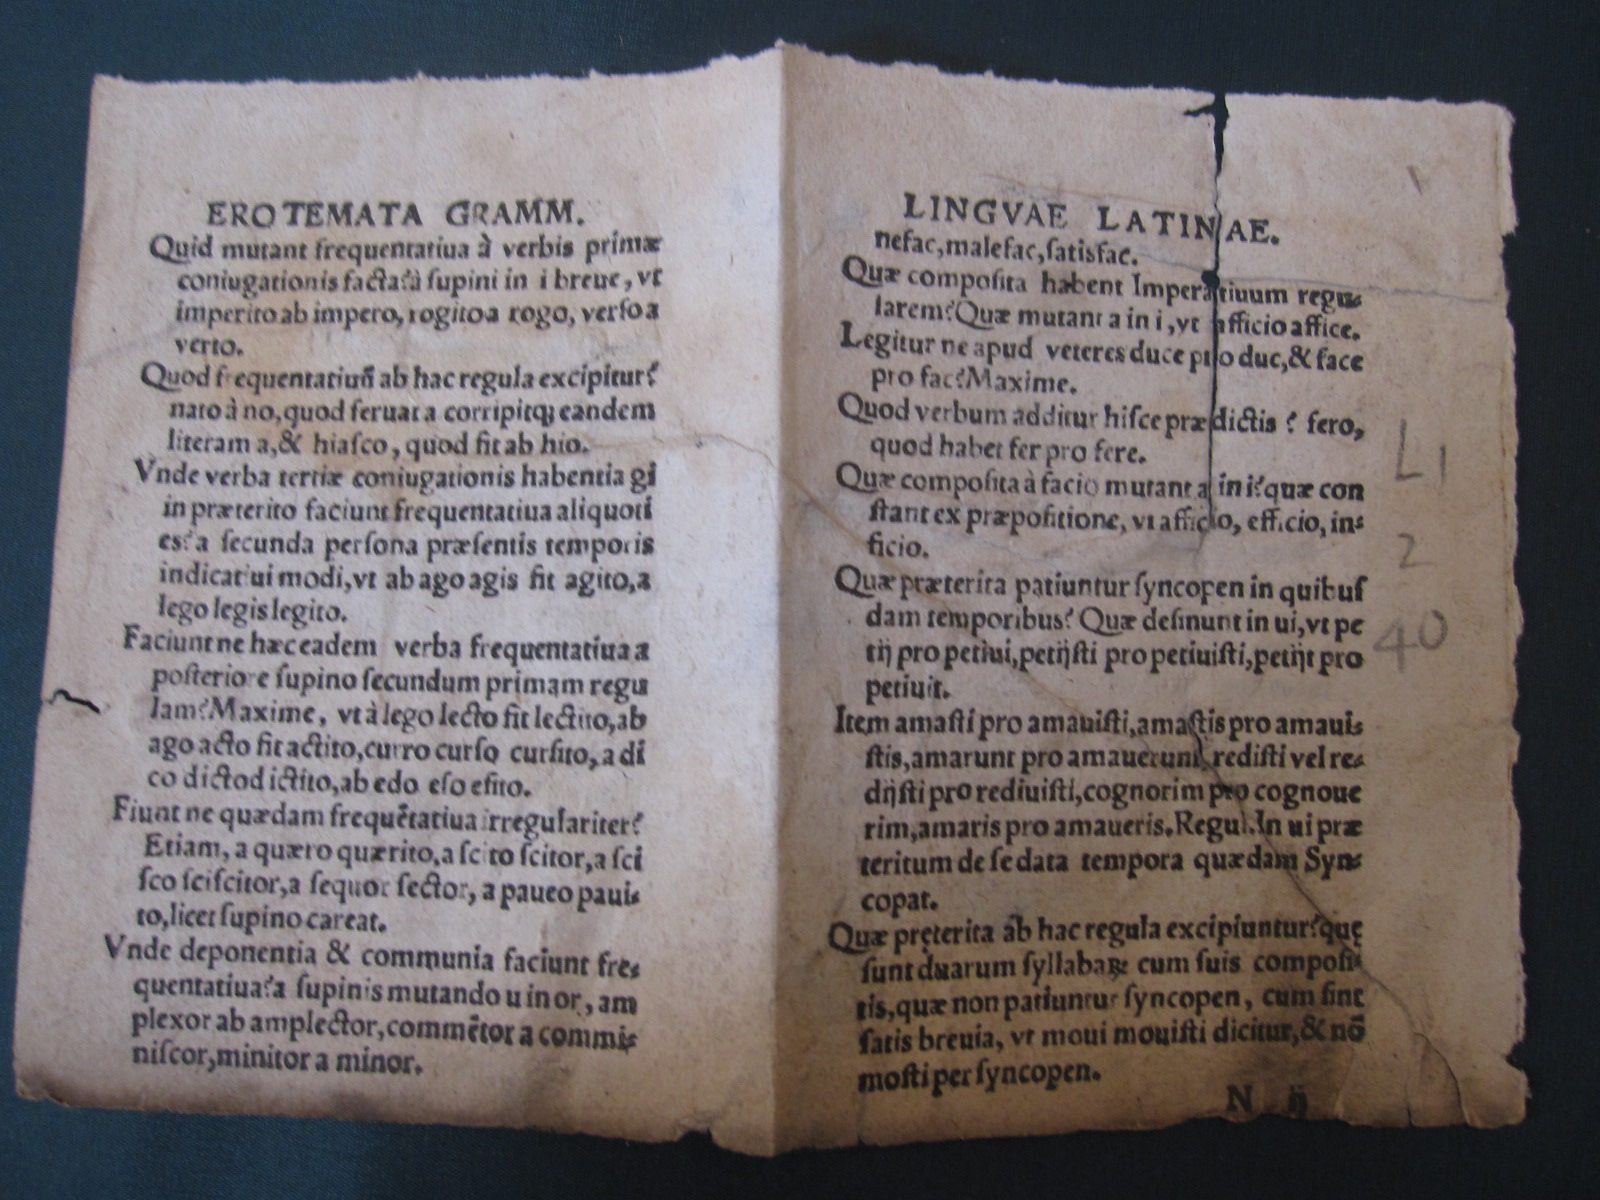 EROTEMATA GRAMM.
Quid mutant frequentatiua à verbis primæ
coniugationis facta?à ſupini in i breue, vt
imperito ab impero, rogito a rogo, verſo a
verto.
Quod frequentatiuũ ab hac regula excipitur?
nato à no, quod ſeruat a corripitq; eandem
literam a, & hiaſco, quod fit ab hio.
Vnde verba tertiæ coniugationis habentia gi
in præterito faciunt frequentatiua aliquoti
es?a ſecunda perſona præſentis temporis
indicatiui modi, vt ab ago agis fit agito, a
lego legis legito.
Faciunt ne hæc eadem verba frequentatiua a
poſteriore ſupino ſecundum primam regu
lam?Maxime, vt à lego lecto fit lectito, ab
ago acto fit actito, curro curſo curſito, a di
co dicto dictito, ab edo eſo eſito.
Fiunt ne quædam frequẽtatiua irregulariter?
Etiam, a quæro quærito, a ſcito ſcitor, a ſci
ſco ſciſcitor, a ſequor ſector, a paueo paui⸗
to, licet ſupino careat.
Vnde deponentia & communia faciunt fre⸗
quentatiua?a ſupinis mutando u in or, am
plexor ab amplector, commẽtor a commi⸗
niſcor, minitor a minor.
LINGVAE LATINAE.
nefac, malefac, ſatisfac.
Quæ compoſita habent Imperatiuum regu⸗
larem?Quæ mutant a in i, vt afficio affice.
Legitur ne apud veteres duce pro duc, & face
pro fac?Maxime.
Quod verbum additur hiſce prædictis? fero,
quod habet fer pro fere.
Quæ compoſita à facio mutant a in i?quæ con
ſtant ex præpoſitione, vt afficio, efficio, in⸗
ficio.
Quæ præterita patiuntur ſyncopen in quibuſ
dam temporibus? Quæ deſinunt in ui, vt pe
tij pro petiui, petijſti pro petiuiſti, petijt pro
petiuit.
Item amaſti pro amauiſti, amaſtis pro amaui⸗
ſtis, amarunt pro amauerunt, rediſti vel re⸗
dijſti pro rediuiſti, cognorim pro cognoue
rim, amaris pro amaueris. Regul. In ui præ
teritum de ſe data tempora quædam Syn⸗
copat.
Quæ pręterita ab hac regula excipiuntur?quę
ſunt duarum ſyllabaꝝ cum ſuis compoſi⸗
tis, quæ non patiuntur ſyncopen, cum ſint
ſatis breuia, vt moui mouiſti dicitur, & nõ
moſti per ſyncopen.
N ij
L1
2
40